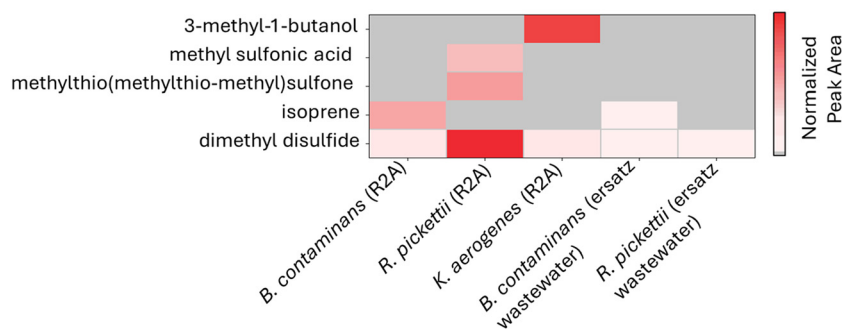 3-methyl-1-butanol
methyl sulfonic acid
methylthio(methylthio-methyl)sulfone
isoprene
dimethyl disulfide
B. contaminans (R2A)
R. pickettii (R2A)
K. aerogenes (R2A)
B. contaminans (ersatz
wastewater)
R. pickettii (ersatz
wastewater)
Normalized
Peak Area